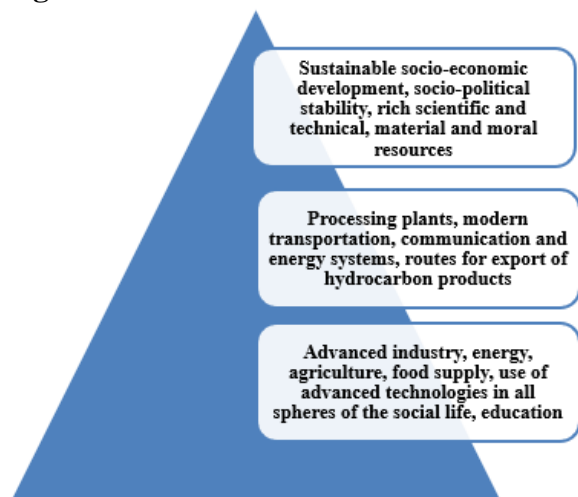 Sustainable socio-economic
development, socio-political
stability, rich scientific and
technical, material and moral
resources
Processing plants, modern
transportation, communication and
energy systems, routes for export of
hydrocarbon products
Advanced industry, energy,
agriculture, food supply, use of
advanced technologies in all
spheres of the social life, education